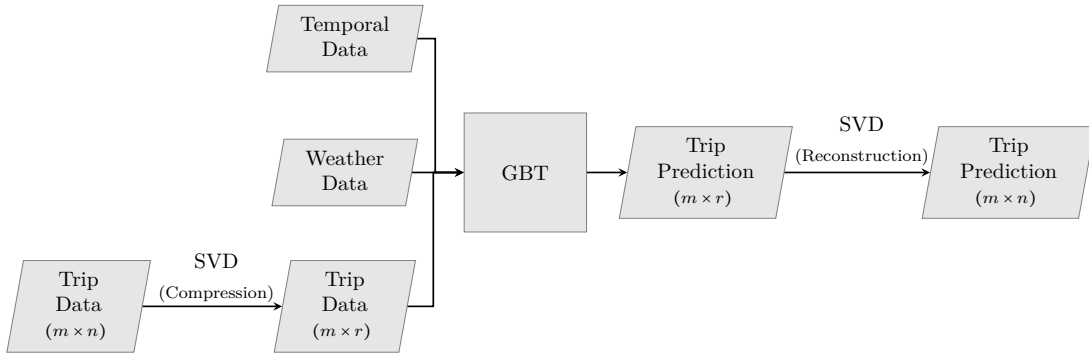 Temporal
Data
Weather
Data
GBT
Trip
Prediction
(m × r)
SVD
(Reconstruction)
Trip
Prediction
(m × n)
Trip
Data
(m × n)
SVD
(Compression)
Trip
Data
(m × r)